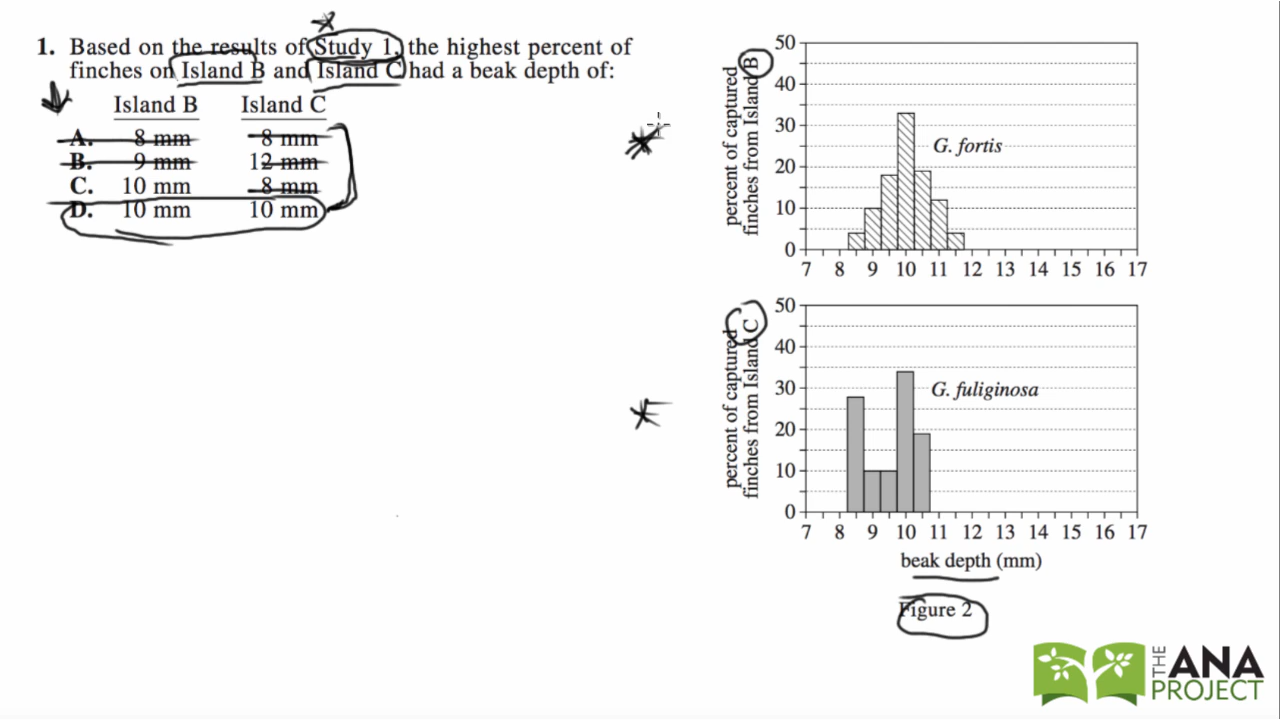 1. Based on the results of Study 1, the highest percent of
finches on Island B and Island C had a beak depth of:
Island B Island C
A. 8 mm 8 mm
B. 9 mm 12 mm
C. 10 mm 8 mm
D. 10 mm 10 mm
percent of captured
finches from Island B
50
40
30
20
10
0
G. fortis
7 8 9 10 11 12 13 14 15 16 17
percent of captured
finches from Island C
50
40
30
20
10
0
G. fuliginosa
7 8 9 10 11 12 13 14 15 16 17
beak depth (mm)
Figure 2
THE ANA
PROJECT